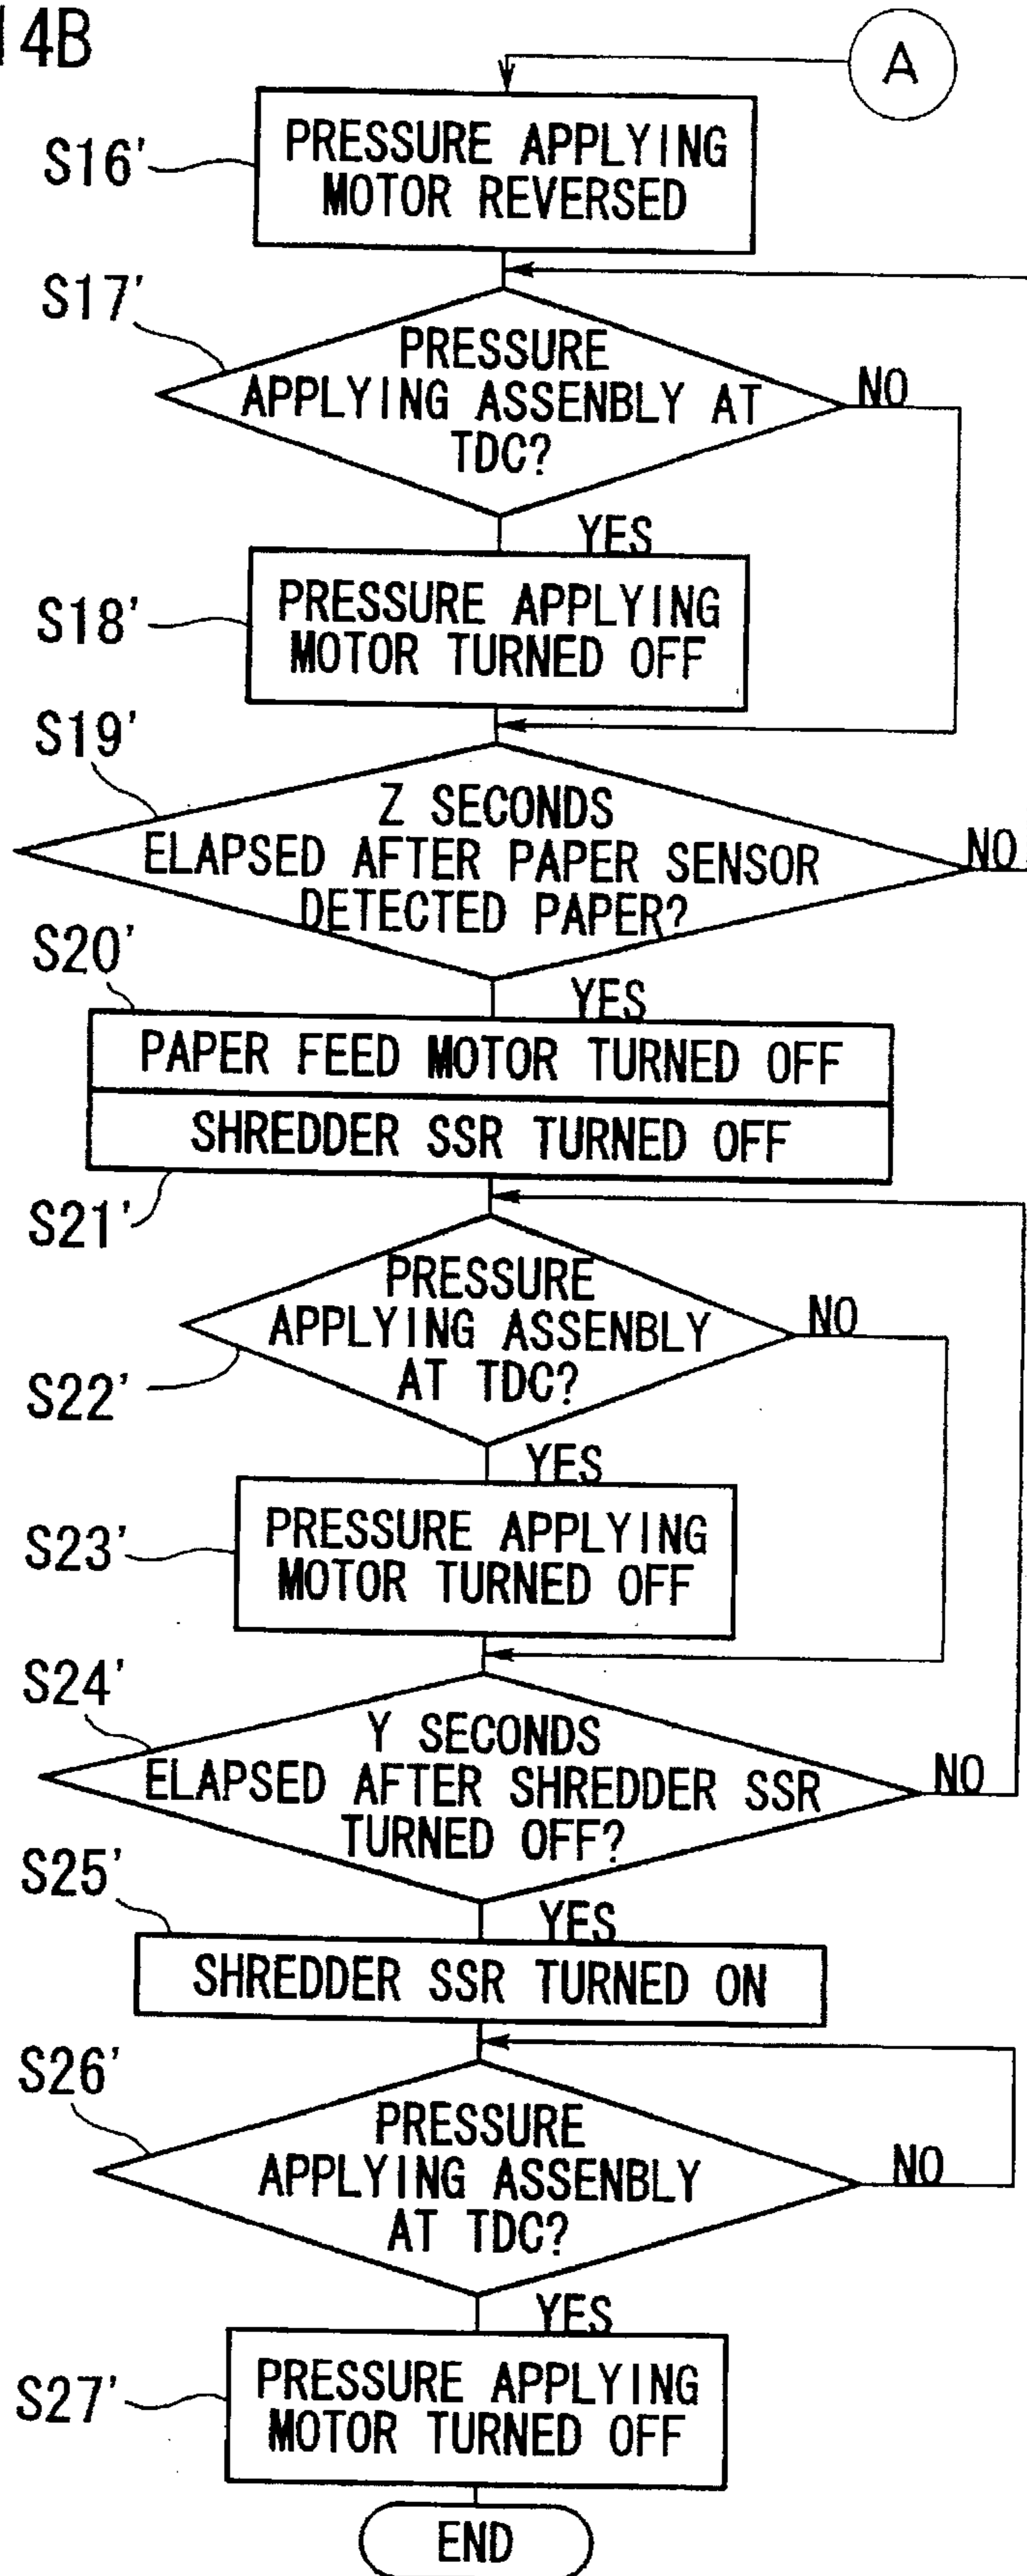 14B
A
S16'
PRESSURE APPLYING
MOTOR REVERSED
S17'
PRESSURE
APPLYING ASSENBLY AT
TDC?
NO
YES
S18'
PRESSURE APPLYING
MOTOR TURNED OFF
S19'
Z SECONDS
ELAPSED AFTER PAPER SENSOR
DETECTED PAPER?
NO
YES
S20'
PAPER FEED MOTOR TURNED OFF
SHREDDER SSR TURNED OFF
S21'
PRESSURE
APPLYING ASSENBLY
AT TDC?
NO
S22'
YES
S23'
PRESSURE APPLYING
MOTOR TURNED OFF
S24'
Y SECONDS
ELAPSED AFTER SHREDDER SSR
TURNED OFF?
NO
YES
S25'
SHREDDER SSR TURNED ON
S26'
PRESSURE
APPLYING ASSENBLY
AT TDC?
NO
YES
S27'
PRESSURE APPLYING
MOTOR TURNED OFF
END